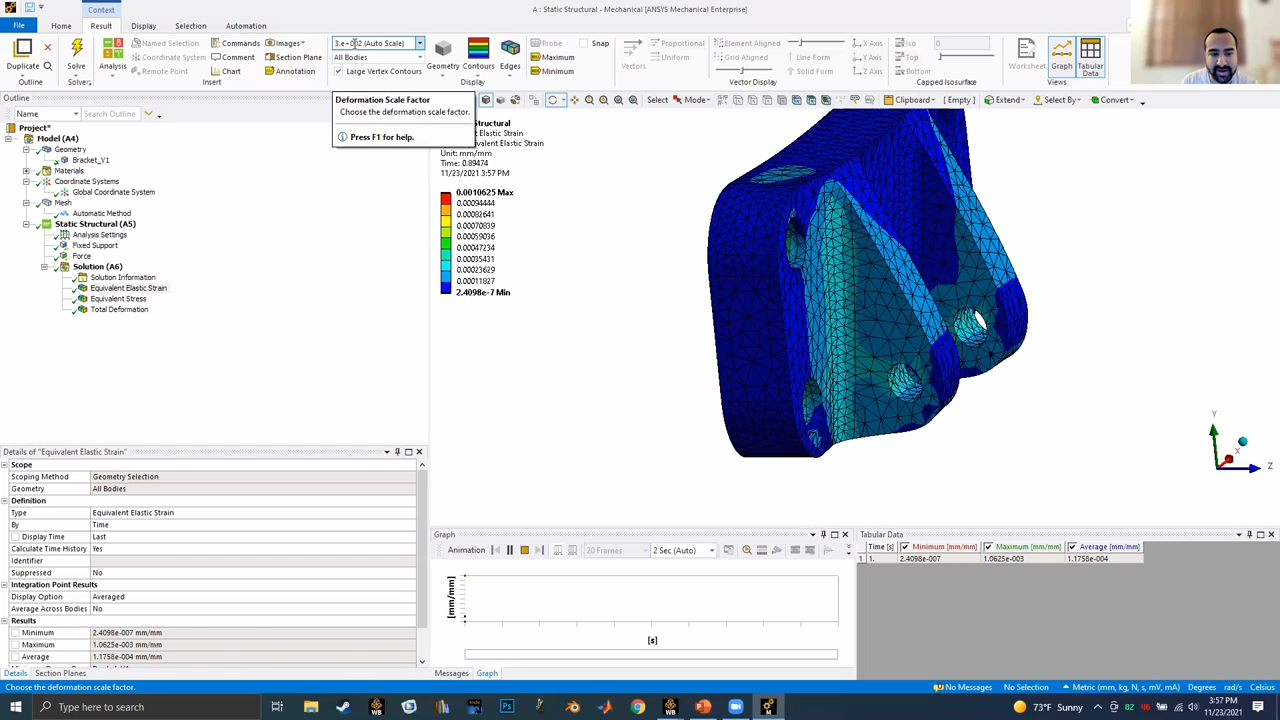 Context
A : Static Structural - Mechanical [ANSYS Mechanical Enterprise]
File
Home
Result
Display
Selection
Automation
Duplicate
Outline
Solve
Solver
Analysis
Named Selection
Coordinate System
Remote Point
Commands
Comment
Chart
Images
Section Plane
Annotation
Insert
3.e+002 (Auto Scale)
All Bodies
Large Vertex Contours
Geometry
Contours
Edges
Display
Probe
Maximum
Minimum
Snap
Vectors
Proportional
Uniform
Element Aligned
Grid Aligned
Line Form
Solid Form
Vector Display
X Axis
Y Axis
Z Axis
Iso
Cap
Top
Bottom
0
Capped Isosurface
Worksheet
Graph
Tabular Data
Views
Outline
Name
Search Outline
Deformation Scale Factor
Choose the deformation scale factor.
Press F1 for help.
Select
Mode
Clipboard
[ Empty ]
Extend
Select By
Convert
Project*
Model (A4)
Geometry
Bracket_V1
Materials
Coordinate Systems
Global Coordinate System
Mesh
Automatic Method
Static Structural (A5)
Analysis Settings
Fixed Support
Force
Solution (A6)
Solution Information
Equivalent Elastic Strain
Equivalent Stress
Total Deformation
Unit: mm/mm
Time: 0.89474
11/23/2021 3:57 PM
0.0010625 Max
0.00094444
0.00082641
0.00070839
0.00059036
0.00047234
0.00035431
0.00023629
0.00011827
2.4098e-7 Min
Y
X
Z
Details of "Equivalent Elastic Strain"
Scope
Scoping Method Geometry Selection
Geometry All Bodies
Definition
Type Equivalent Elastic Strain
By Time
Display Time Last
Calculate Time History Yes
Identifier
Suppressed No
Integration Point Results
Display Option Averaged
Average Across Bodies No
Results
Minimum 2.4098e-007 mm/mm
Maximum 1.0625e-003 mm/mm
Average 1.1758e-004 mm/mm
Details
Section Planes
Graph
Animation
20 Frames
2 Sec (Auto)
[mm/mm]
[s]
Messages
Graph
Tabular Data
Time [s] Minimum [mm/mm] Maximum [mm/mm] Average [mm/mm]
1 1. 2.4098e-007 1.0625e-003 1.1758e-004
Choose the deformation scale factor.
No Messages
No Selection
Metric (mm, kg, N, s, mV, mA)
Degrees
rad/s
Celsius
Type here to search
73°F Sunny
3:57 PM
11/23/2021